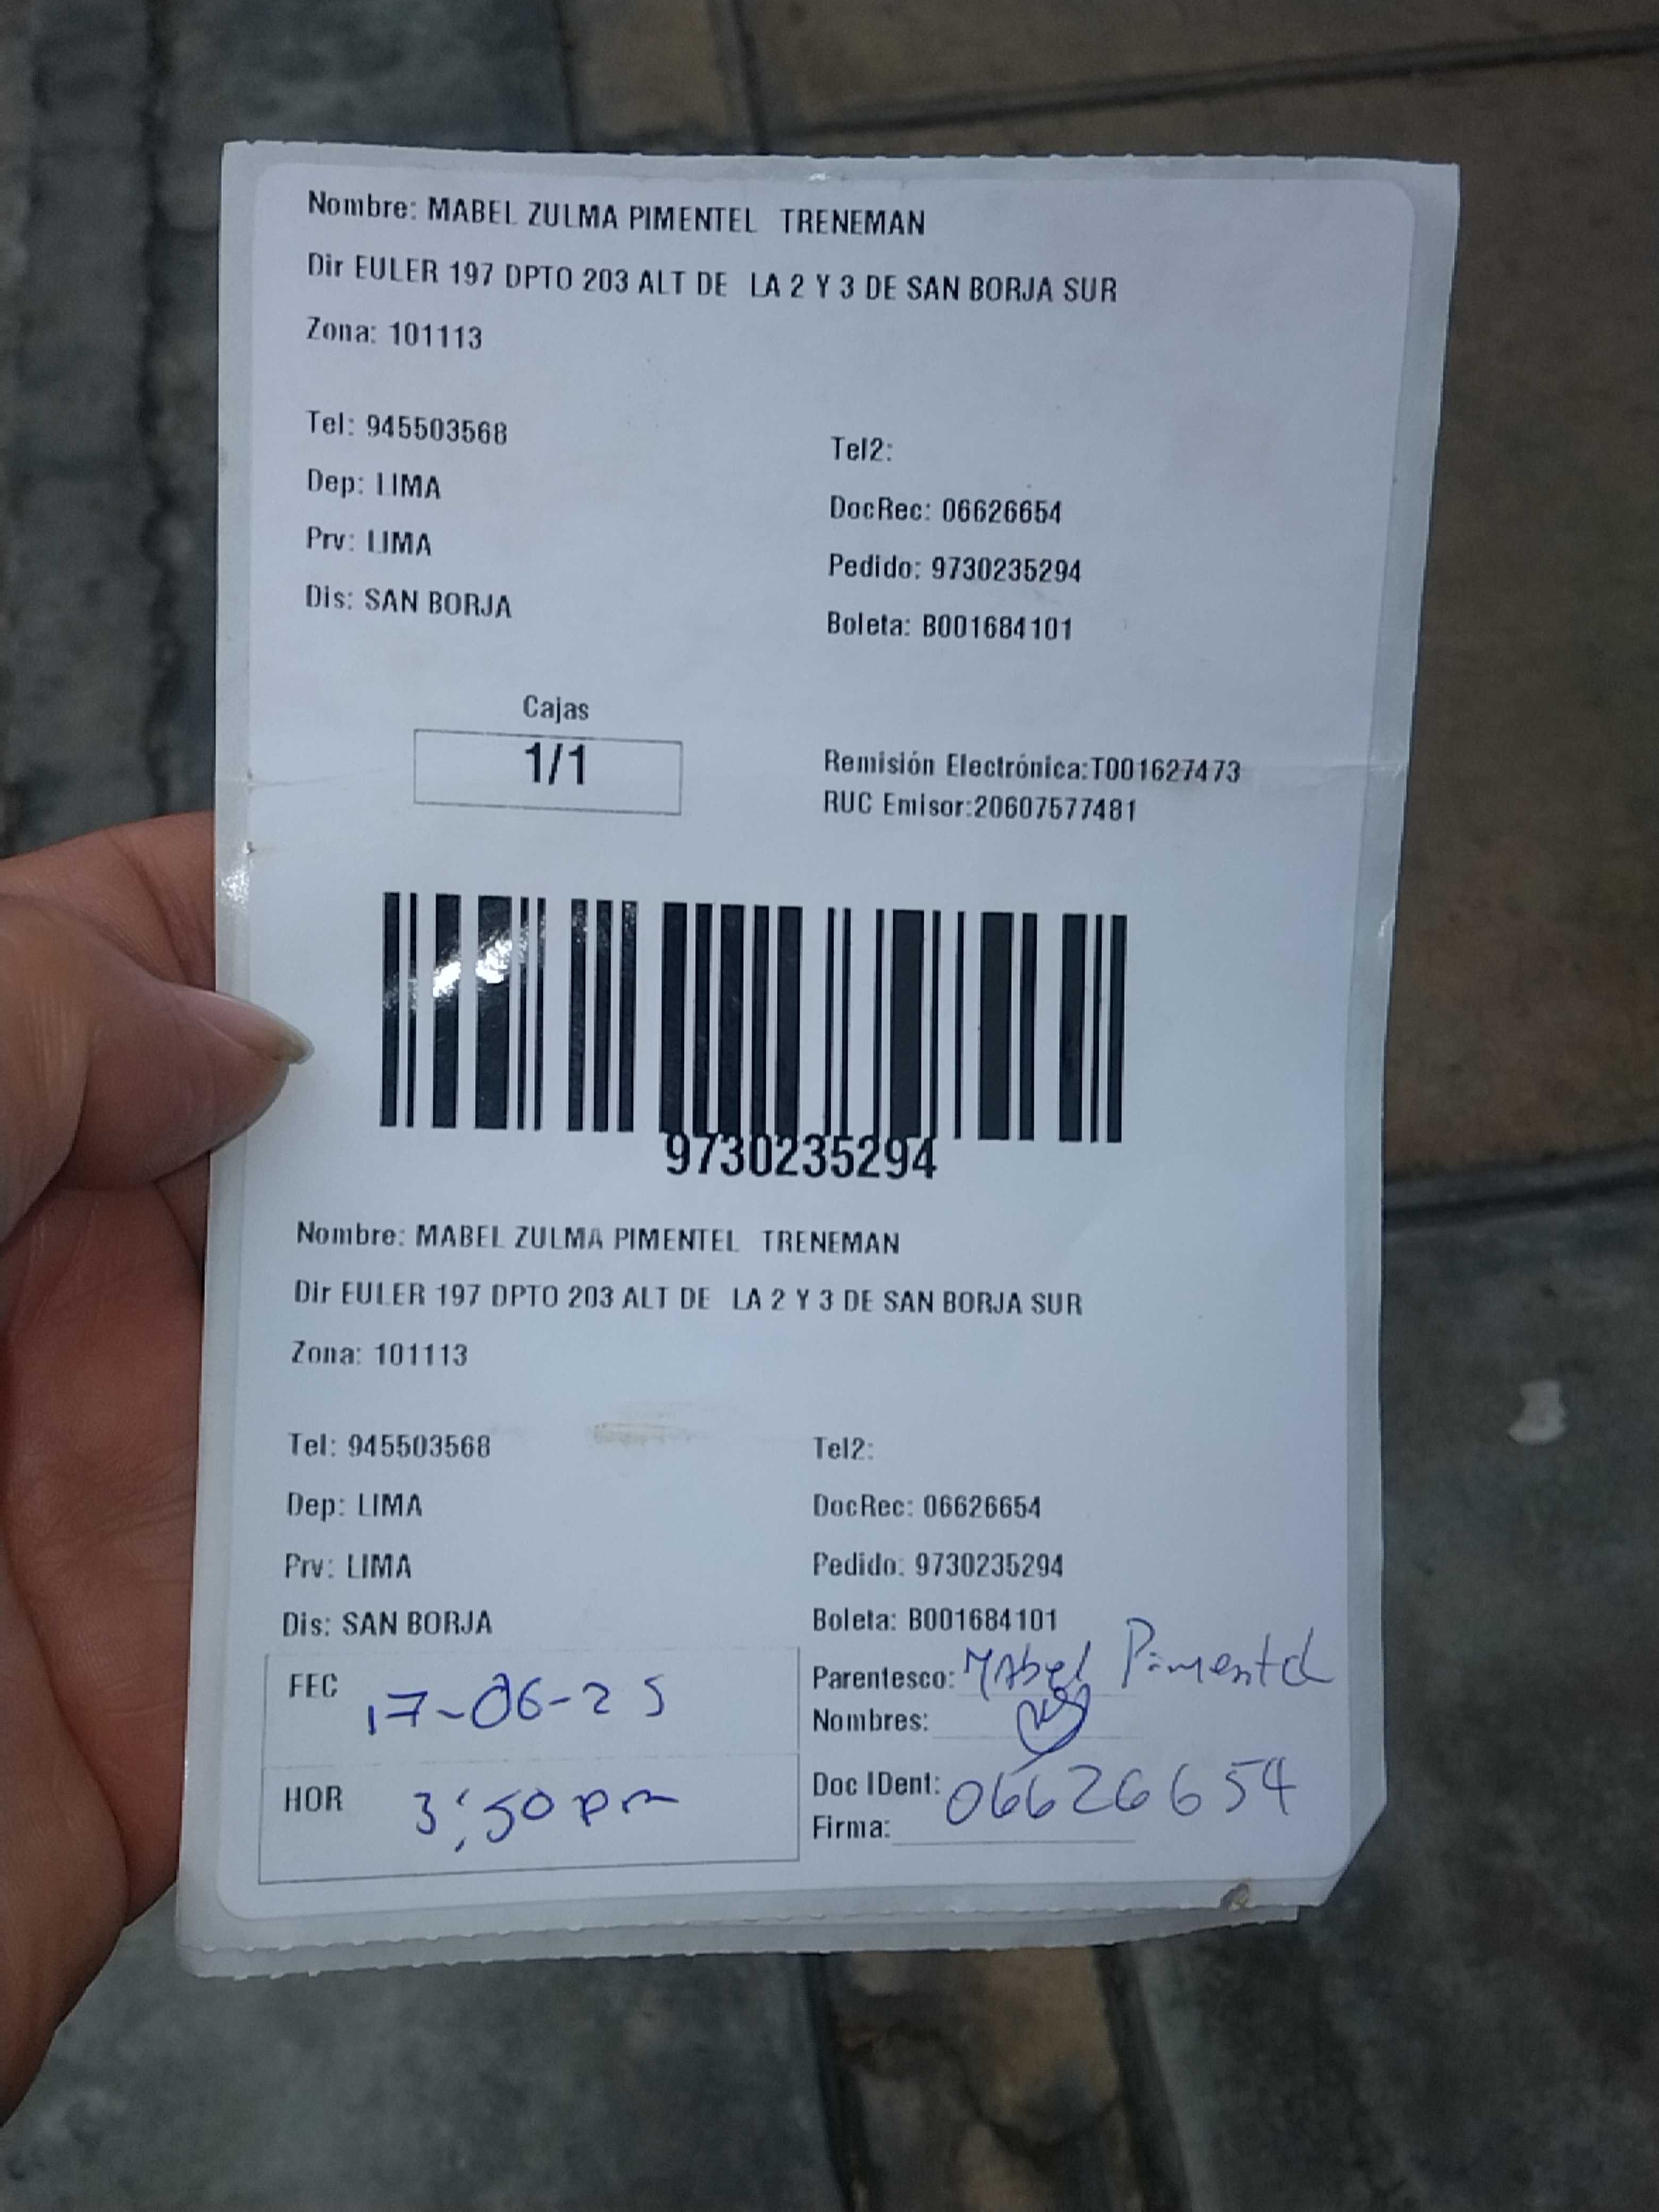 Nombre: MABEL ZULMA PIMENTEL TRENEMAN
Dir EULER 197 DPTO 203 ALT DE LA 2 Y 3 DE SAN BORJA SUR
Zona: 101113
Tel: 945503568
Tel2:
Dep: LIMA
DocRec: 06626654
Prv: LIMA
Pedido: 9730235294
Dis: SAN BORJA
Boleta: B001684101
Cajas
1/1
Remisión Electrónica:T001627473
RUC Emisor:20607577481
9730235294
Nombre: MABEL ZULMA PIMENTEL TRENEMAN
Dir EULER 197 DPTO 203 ALT DE LA 2 Y 3 DE SAN BORJA SUR
Zona: 101113
Tel: 945503568
Tel2:
Dep: LIMA
DocRec: 06626654
Prv: LIMA
Pedido: 9730235294
Dis: SAN BORJA
Boleta: B001684101
FEC 17-06-25
Parentesco: Mabel Pimentel
Nombres:
HOR 3:50 pm
Doc IDent: 06626654
Firma: